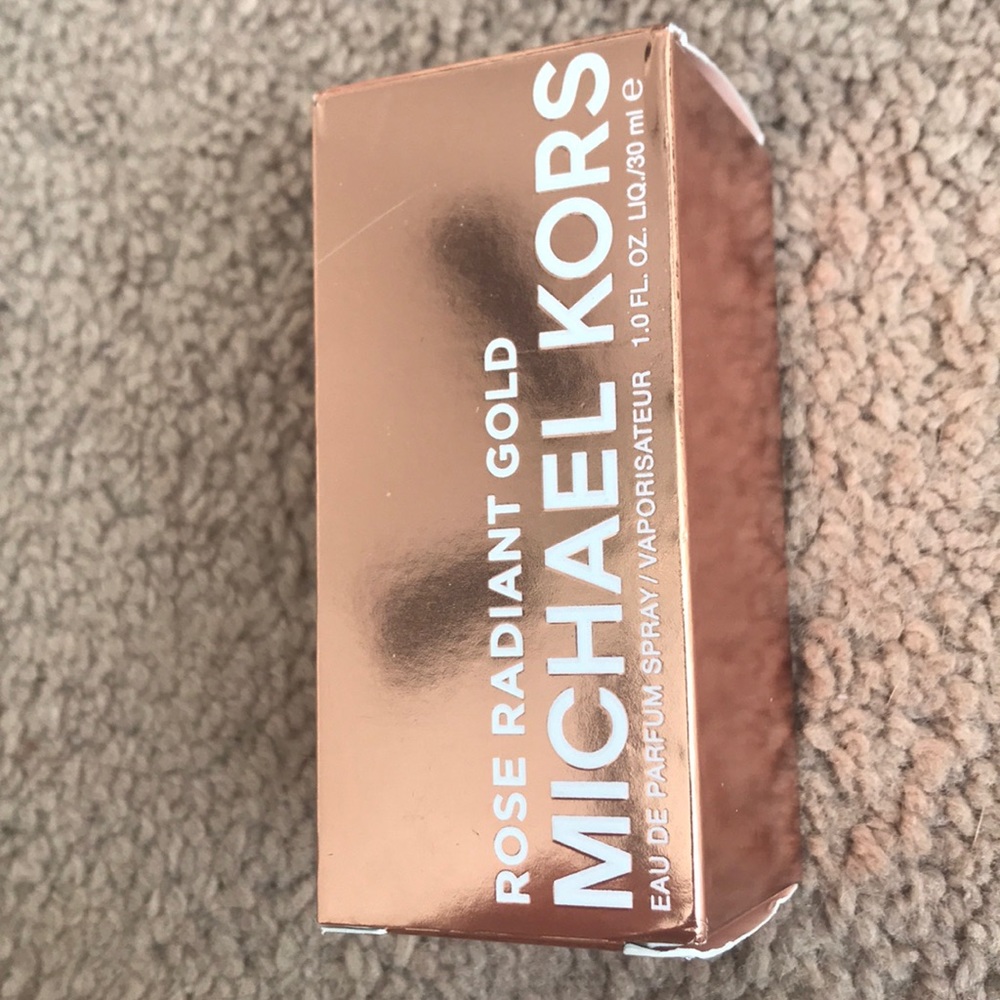 ROSE RADIANT GOLD
MICHAEL KORS
EAU DE PARFUM SPRAY / VAPORISATEUR 1.0 FL. OZ. LIQ./30 ml e